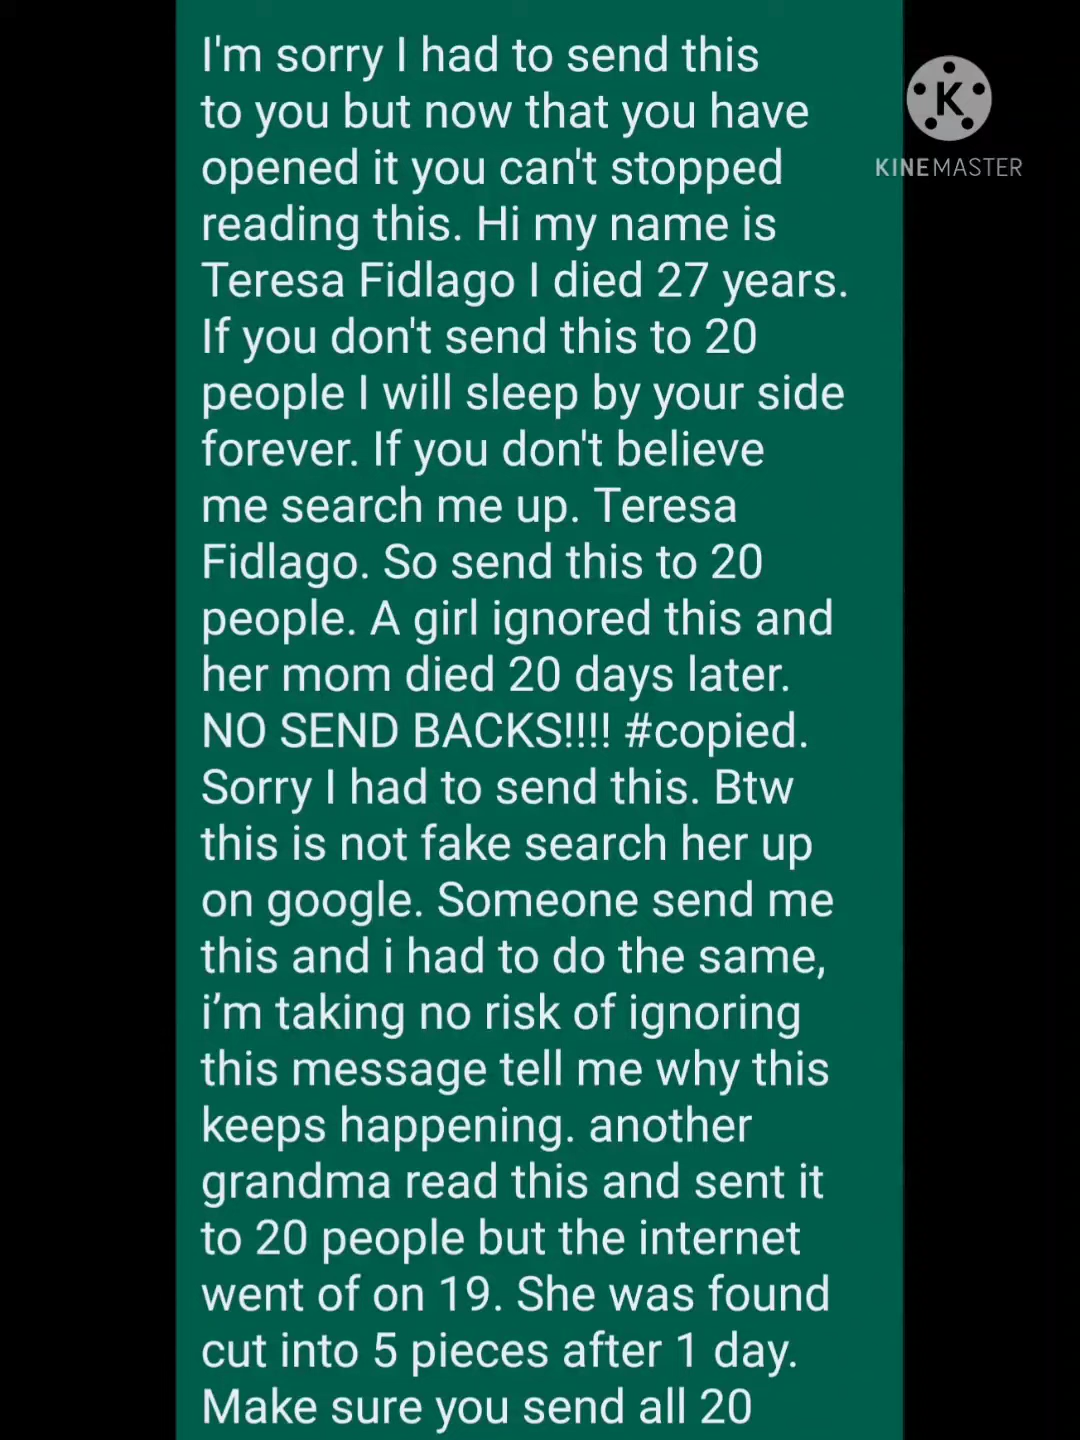 I'm sorry I had to send this
to you but now that you have
opened it you can't stopped
reading this. Hi my name is
Teresa Fidlago I died 27 years.
If you don't send this to 20
people I will sleep by your side
forever. If you don't believe
me search me up. Teresa
Fidlago. So send this to 20
people. A girl ignored this and
her mom died 20 days later.
NO SEND BACKS!!!! #copied.
Sorry I had to send this. Btw
this is not fake search her up
on google. Someone send me
this and i had to do the same,
i’m taking no risk of ignoring
this message tell me why this
keeps happening. another
grandma read this and sent it
to 20 people but the internet
went of on 19. She was found
cut into 5 pieces after 1 day.
Make sure you send all 20
K
KINEMASTER